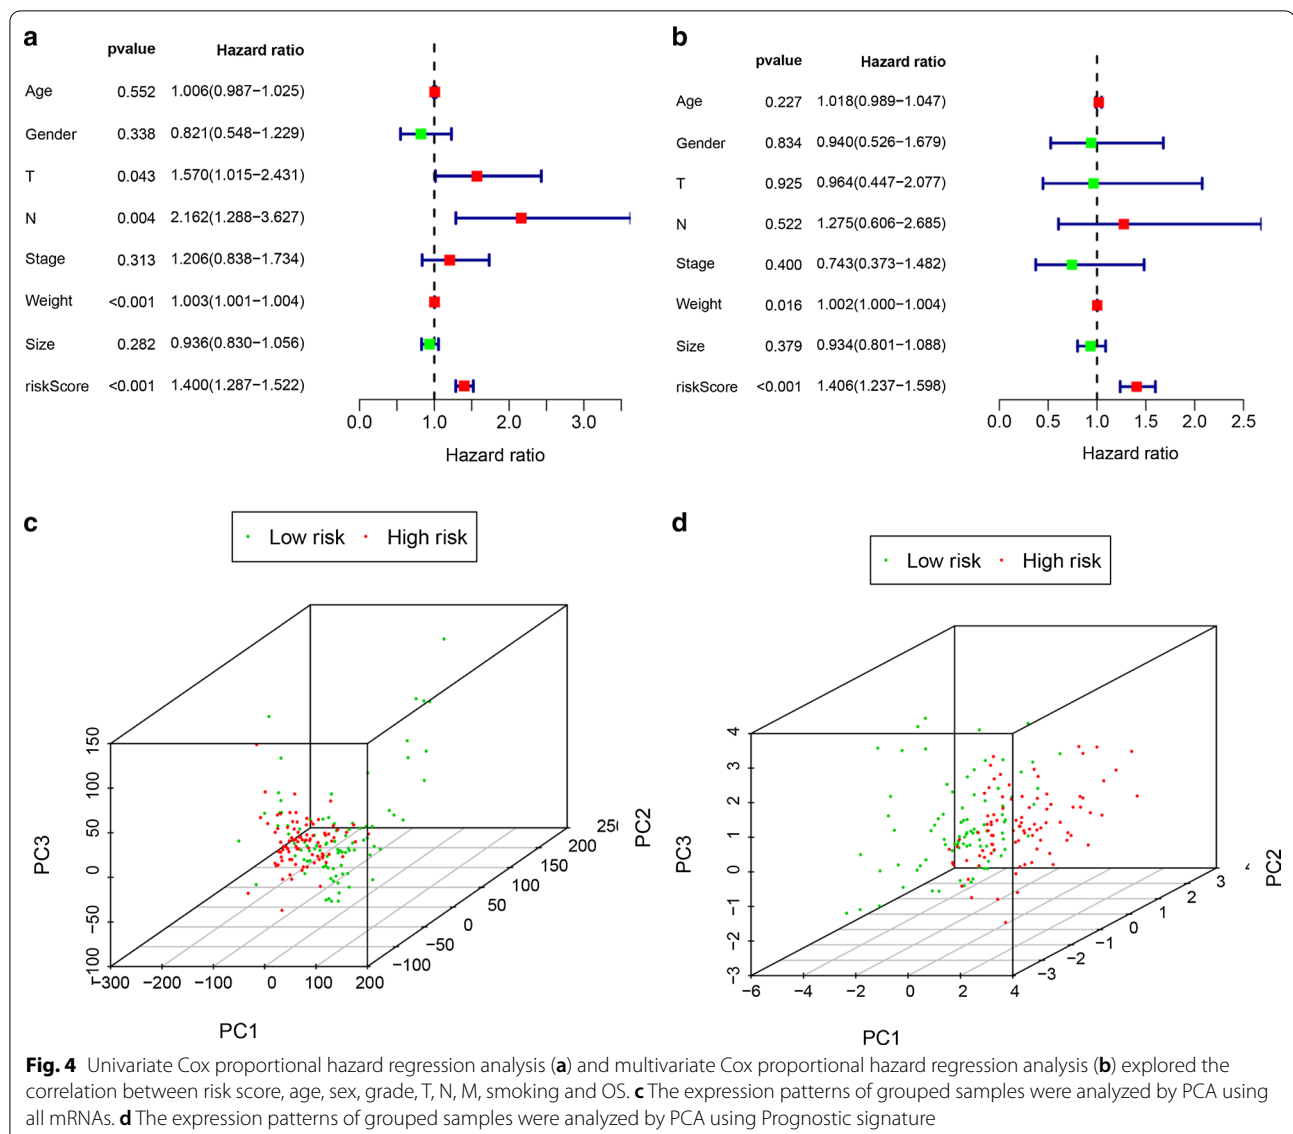 a
pvalue Hazard ratio
Age 0.552 1.006(0.987−1.025)
Gender 0.338 0.821(0.548−1.229)
T 0.043 1.570(1.015−2.431)
N 0.004 2.162(1.288−3.627)
Stage 0.313 1.206(0.838−1.734)
Weight <0.001 1.003(1.001−1.004)
Size 0.282 0.936(0.830−1.056)
riskScore <0.001 1.400(1.287−1.522)
0.0 1.0 2.0 3.0
Hazard ratio
b
pvalue Hazard ratio
Age 0.227 1.018(0.989−1.047)
Gender 0.834 0.940(0.526−1.679)
T 0.925 0.964(0.447−2.077)
N 0.522 1.275(0.606−2.685)
Stage 0.400 0.743(0.373−1.482)
Weight 0.016 1.002(1.000−1.004)
Size 0.379 0.934(0.801−1.088)
riskScore <0.001 1.406(1.237−1.598)
0.0 0.5 1.0 1.5 2.0 2.5
Hazard ratio
c
Low risk High risk
150
100
50
0
−50
−100
PC3
−300 −200 −100 0 100 200
PC1
−100
−50
0
50
100
150
200
250
PC2
d
Low risk High risk
4
3
2
1
0
−1
−2
−3
PC3
−6 −4 −2 0 2 4
PC1
−3
−2
−1
0
1
2
3
PC2
Fig. 4 Univariate Cox proportional hazard regression analysis (a) and multivariate Cox proportional hazard regression analysis (b) explored the
correlation between risk score, age, sex, grade, T, N, M, smoking and OS. c The expression patterns of grouped samples were analyzed by PCA using
all mRNAs. d The expression patterns of grouped samples were analyzed by PCA using Prognostic signature